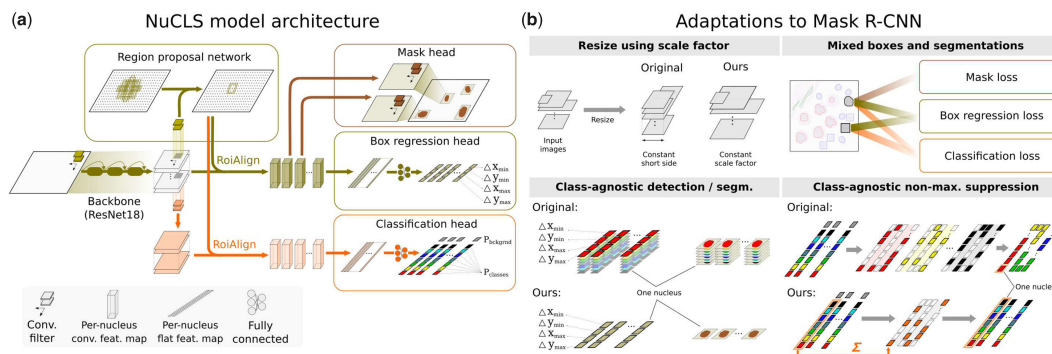 (a)
NuCLS model architecture
Region proposal network
Mask head
RoiAlign
Box regression head
△ xmin
△ ymin
△ xmax
△ ymax
Backbone
(ResNet18)
RoiAlign
Classification head
Pbckgrnd
Pclasses
Conv.
filter
Per-nucleus
conv. feat. map
Per-nucleus
flat feat. map
Fully
connected
(b)
Adaptations to Mask R-CNN
Resize using scale factor
Original
Ours
Input
images
Resize
Constant
short side
Constant
scale factor
Mixed boxes and segmentations
Mask loss
Box regression loss
Classification loss
Class-agnostic detection / segm.
Original:
△ xmin
△ ymin
△ xmax
△ ymax
One nucleus
Ours:
△ xmin
△ ymin
△ xmax
△ ymax
Class-agnostic non-max. suppression
Original:
One nucle
Ours:
Σ